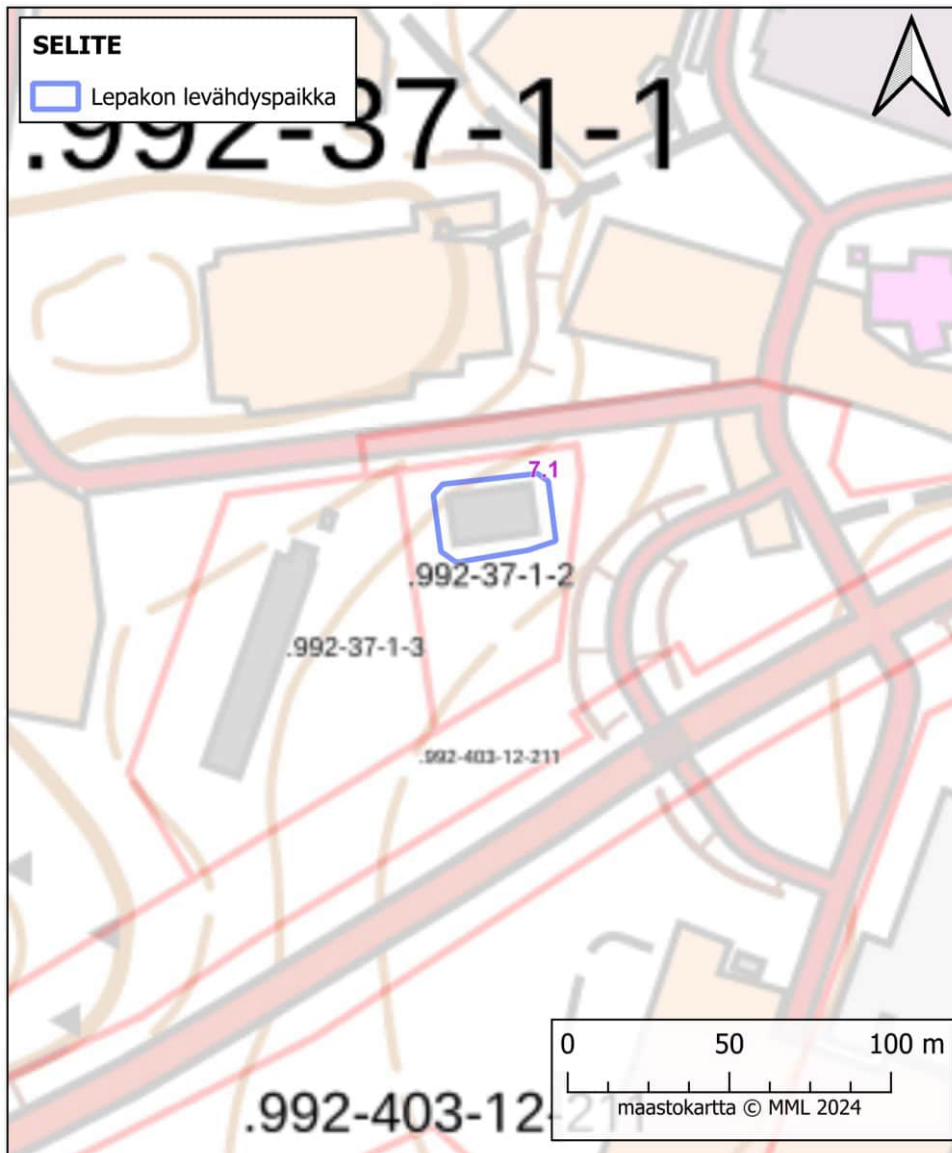 SELITE
Lepakon levähdyspaikka
.992-37-1-1
7.1
.992-37-1-2
.992-37-1-3
.992-403-12-211
0 50 100 m
maastokartta © MML 2024
.992-403-12-211